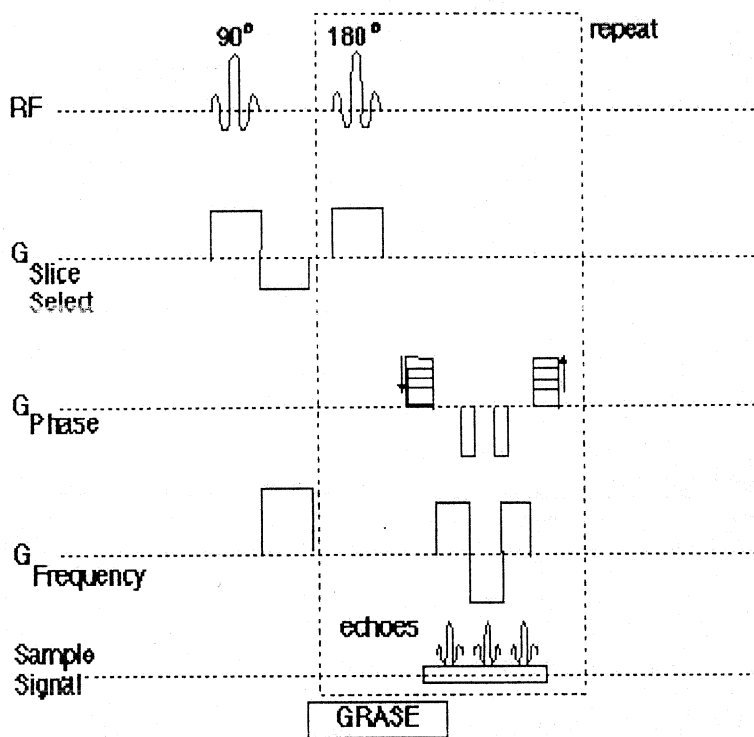 90° 180° repeat
RF
G Slice Select
G Phase
G Frequency
echoes
Sample Signal
GRASE